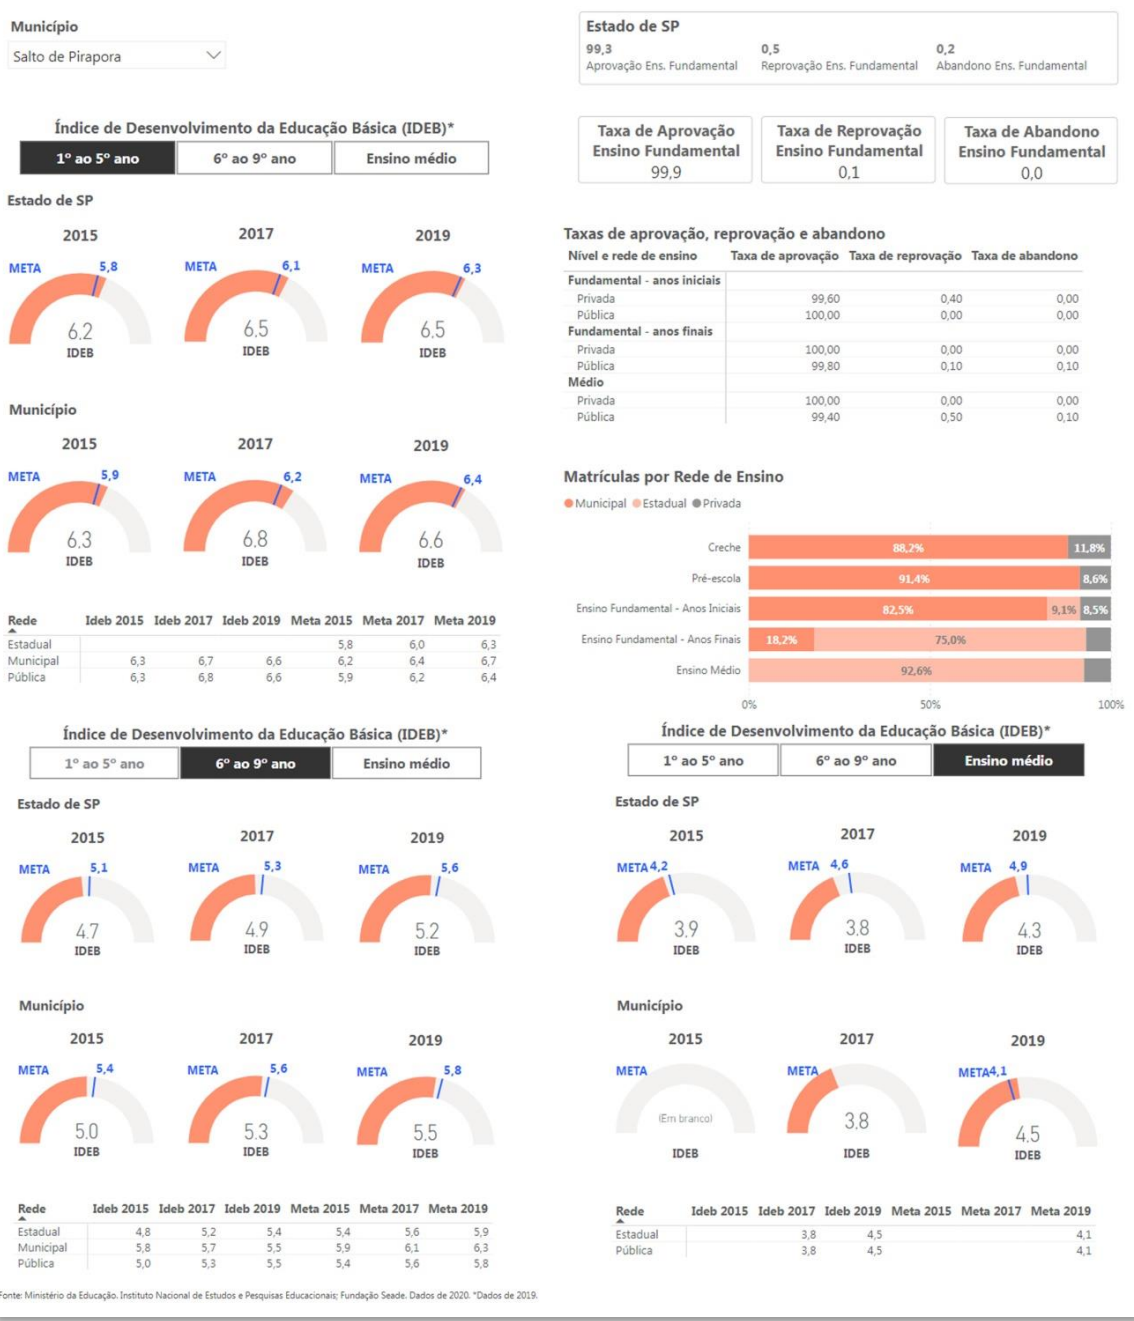 Município
Salto de Pirapora
Estado de SP
99,3 0,5 0,2
Aprovação Ens. Fundamental Reprovação Ens. Fundamental Abandono Ens. Fundamental
Índice de Desenvolvimento da Educação Básica (IDEB)*
1º ao 5º ano 6º ao 9º ano Ensino médio
Estado de SP
2015 2017 2019
META 5,8 META 6,1 META 6,3
6.2 6.5 6.5
IDEB IDEB IDEB
Município
2015 2017 2019
META 5,9 META 6,2 META 6,4
6.3 6.8 6.6
IDEB IDEB IDEB
Rede Ideb 2015 Ideb 2017 Ideb 2019 Meta 2015 Meta 2017 Meta 2019
Estadual 5,8 6,0 6,3
Municipal 6,3 6,7 6,6 6,2 6,4 6,7
Pública 6,3 6,8 6,6 5,9 6,2 6,4
Taxa de Aprovação
Ensino Fundamental
99,9
Taxa de Reprovação
Ensino Fundamental
0,1
Taxa de Abandono
Ensino Fundamental
0,0
Taxas de aprovação, reprovação e abandono
Nível e rede de ensino Taxa de aprovação Taxa de reprovação Taxa de abandono
Fundamental - anos iniciais
Privada 99,60 0,40 0,00
Pública 100,00 0,00 0,00
Fundamental - anos finais
Privada 100,00 0,00 0,00
Pública 99,80 0,10 0,10
Médio
Privada 100,00 0,00 0,00
Pública 99,40 0,50 0,10
Matrículas por Rede de Ensino
Municipal Estadual Privada
Creche 88,2% 11,8%
Pré-escola 91,4% 8,6%
Ensino Fundamental - Anos Iniciais 82,5% 9,1% 8,5%
Ensino Fundamental - Anos Finais 18,2% 75,0%
Ensino Médio 92,6%
0% 50% 100%
Índice de Desenvolvimento da Educação Básica (IDEB)*
1º ao 5º ano 6º ao 9º ano Ensino médio
Estado de SP
2015 2017 2019
META 5,1 META 5,3 META 5,6
4.7 4.9 5.2
IDEB IDEB IDEB
Município
2015 2017 2019
META 5,4 META 5,6 META 5,8
5.0 5.3 5.5
IDEB IDEB IDEB
Rede Ideb 2015 Ideb 2017 Ideb 2019 Meta 2015 Meta 2017 Meta 2019
Estadual 4,8 5,2 5,4 5,4 5,6 5,9
Municipal 5,8 5,7 5,5 5,9 6,1 6,3
Pública 5,0 5,3 5,5 5,4 5,6 5,8
Índice de Desenvolvimento da Educação Básica (IDEB)*
1º ao 5º ano 6º ao 9º ano Ensino médio
Estado de SP
2015 2017 2019
META 4,2 META 4,6 META 4,9
3.9 3.8 4.3
IDEB IDEB IDEB
Município
2015 2017 2019
META META META 4,1
(Em branco) 3.8 4.5
IDEB IDEB IDEB
Rede Ideb 2015 Ideb 2017 Ideb 2019 Meta 2015 Meta 2017 Meta 2019
Estadual 3,8 4,5 4,1
Pública 3,8 4,5 4,1
Fonte: Ministério da Educação. Instituto Nacional de Estudos e Pesquisas Educacionais; Fundação Seade. Dados de 2020. *Dados de 2019.